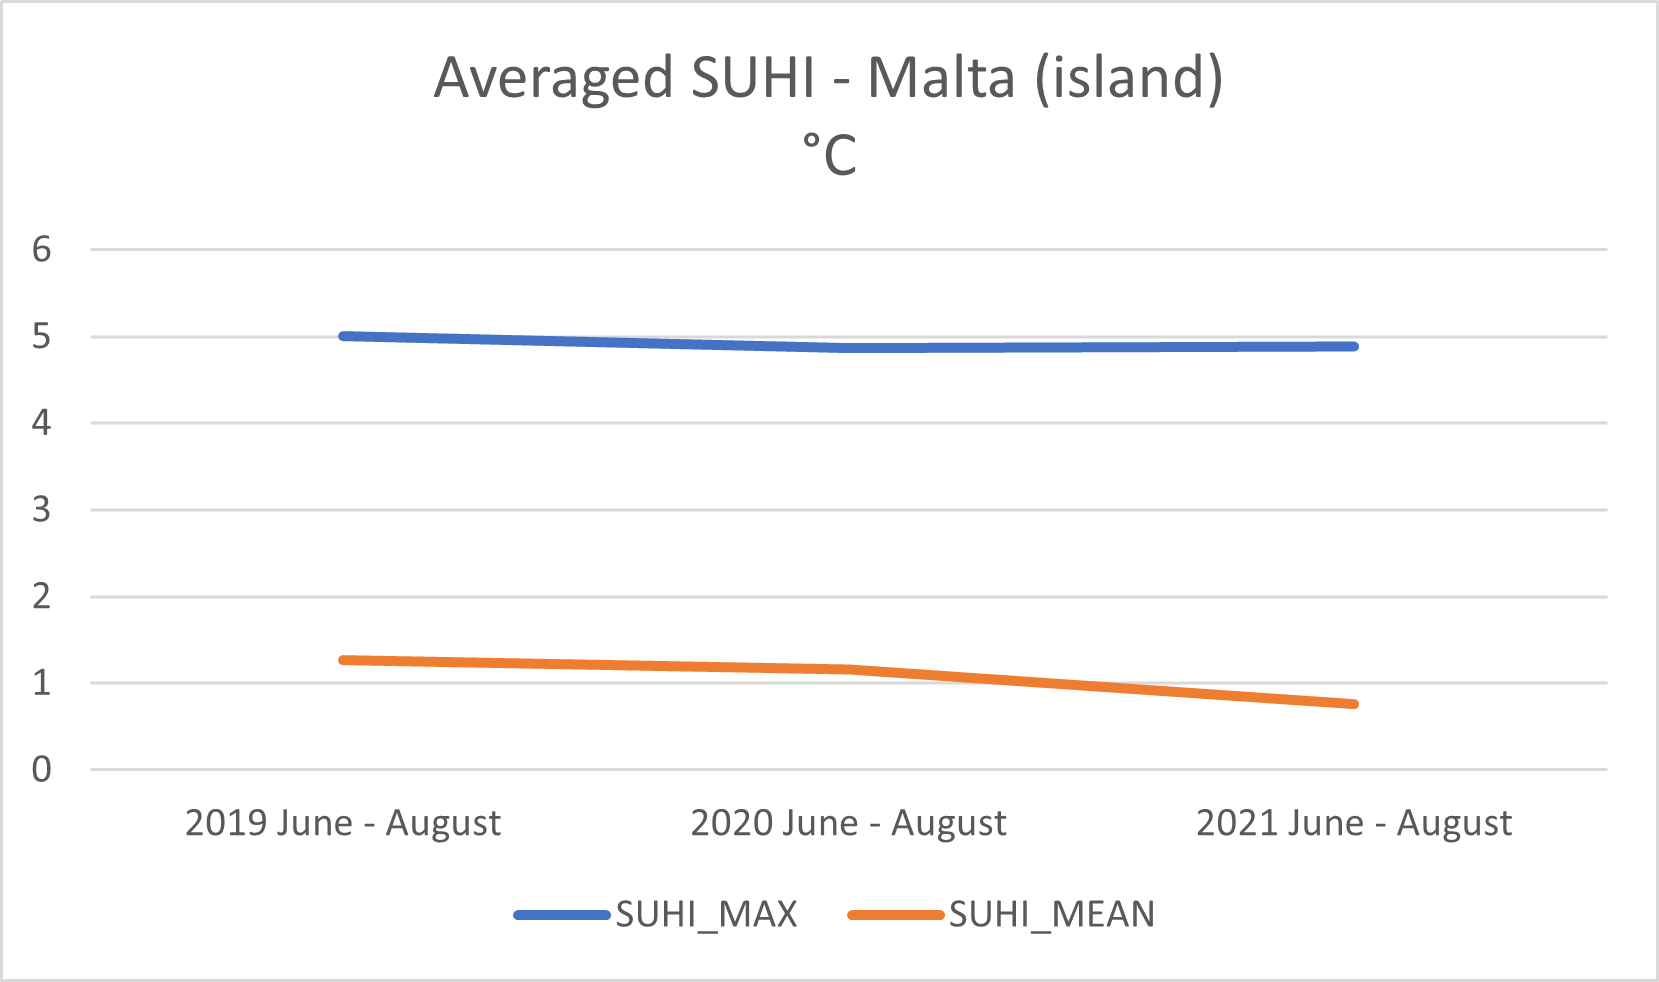 Averaged SUHI - Malta (island)
°C
6
5
4
3
2
1
0
2019 June - August 2020 June - August 2021 June - August
SUHI_MAX SUHI_MEAN